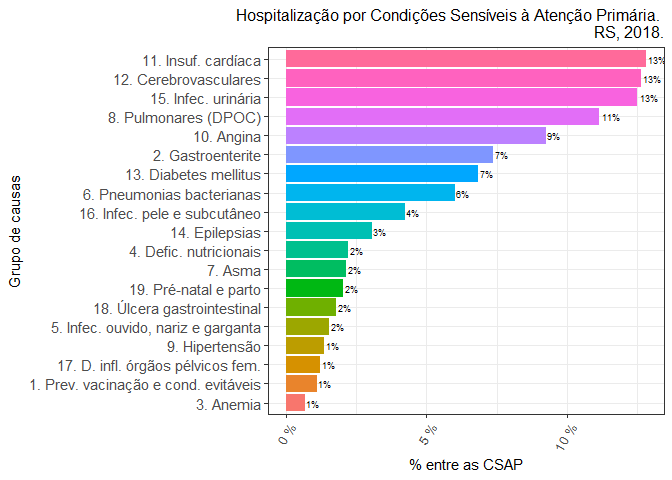 Hospitalização por Condições Sensíveis à Atenção Primária.
RS, 2018.
Grupo de causas
11. Insuf. cardíaca 13%
12. Cerebrovasculares 13%
15. Infec. urinária 13%
8. Pulmonares (DPOC) 11%
10. Angina 9%
2. Gastroenterite 7%
13. Diabetes mellitus 7%
6. Pneumonias bacterianas 6%
16. Infec. pele e subcutâneo 4%
14. Epilepsias 3%
4. Defic. nutricionais 2%
7. Asma 2%
19. Pré-natal e parto 2%
18. Úlcera gastrointestinal 2%
5. Infec. ouvido, nariz e garganta 2%
9. Hipertensão 1%
17. D. infl. órgãos pélvicos fem. 1%
1. Prev. vacinação e cond. evitáveis 1%
3. Anemia 1%
0 % 5 % 10 %
% entre as CSAP